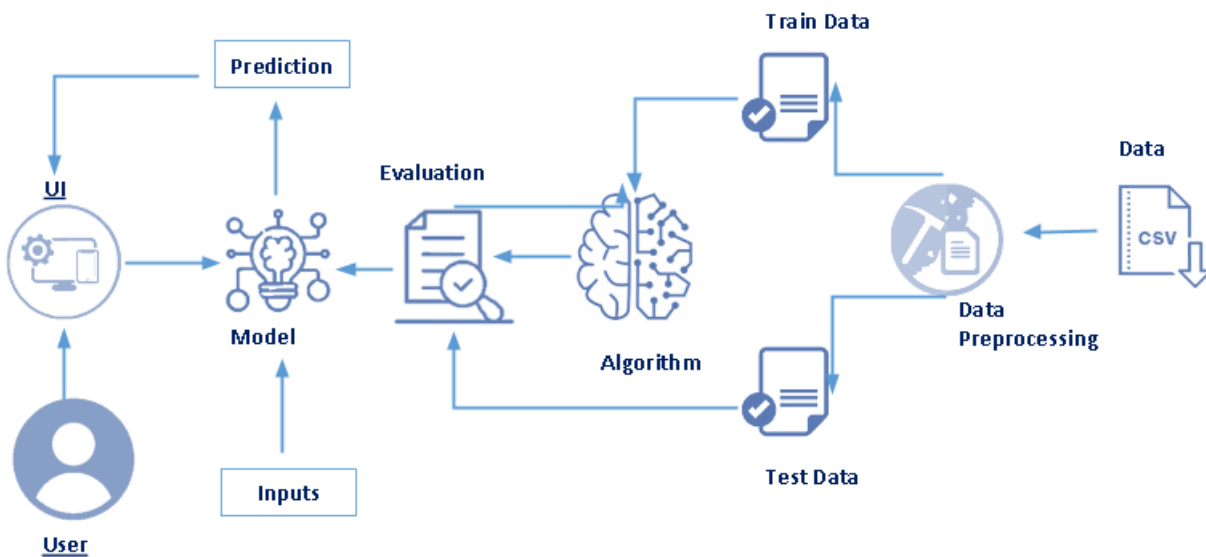 Train Data
Prediction
Data
Evaluation
UI
CSV
Model
Data
Preprocessing
Algorithm
Test Data
Inputs
User